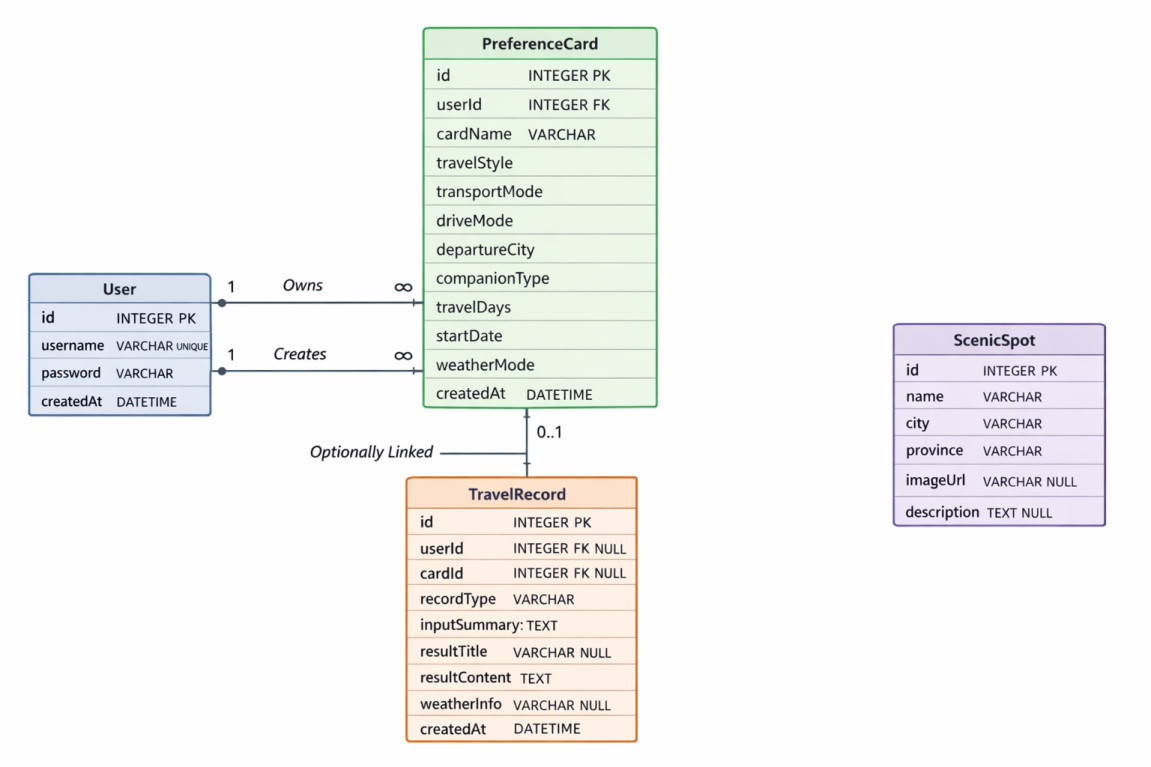 PreferenceCard
id INTEGER PK
userId INTEGER FK
cardName VARCHAR
travelStyle
transportMode
driveMode
departureCity
companionType
travelDays
startDate
weatherMode
createdAt DATETIME
User
id INTEGER PK
username VARCHAR UNIQUE
password VARCHAR
createdAt DATETIME
1 Owns ∞
1 Creates ∞
0..1
Optionally Linked
TravelRecord
id INTEGER PK
userId INTEGER FK NULL
cardId INTEGER FK NULL
recordType VARCHAR
inputSummary: TEXT
resultTitle VARCHAR NULL
resultContent TEXT
weatherInfo VARCHAR NULL
createdAt DATETIME
ScenicSpot
id INTEGER PK
name VARCHAR
city VARCHAR
province VARCHAR
imageUrl VARCHAR NULL
description TEXT NULL